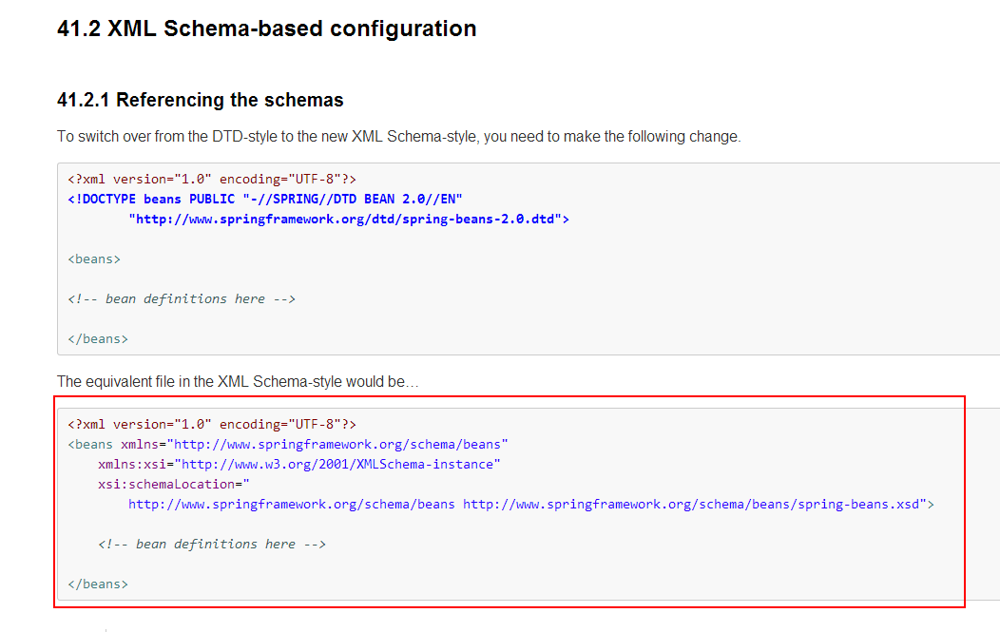 41.2 XML Schema-based configuration
41.2.1 Referencing the schemas
To switch over from the DTD-style to the new XML Schema-style, you need to make the following change.
<?xml version="1.0" encoding="UTF-8"?>
<!DOCTYPE beans PUBLIC "-//SPRING//DTD BEAN 2.0//EN"
"http://www.springframework.org/dtd/spring-beans-2.0.dtd">
<beans>
<!-- bean definitions here -->
</beans>
The equivalent file in the XML Schema-style would be…
<?xml version="1.0" encoding="UTF-8"?>
<beans xmlns="http://www.springframework.org/schema/beans"
xmlns:xsi="http://www.w3.org/2001/XMLSchema-instance"
xsi:schemaLocation="
http://www.springframework.org/schema/beans http://www.springframework.org/schema/beans/spring-beans.xsd">
<!-- bean definitions here -->
</beans>